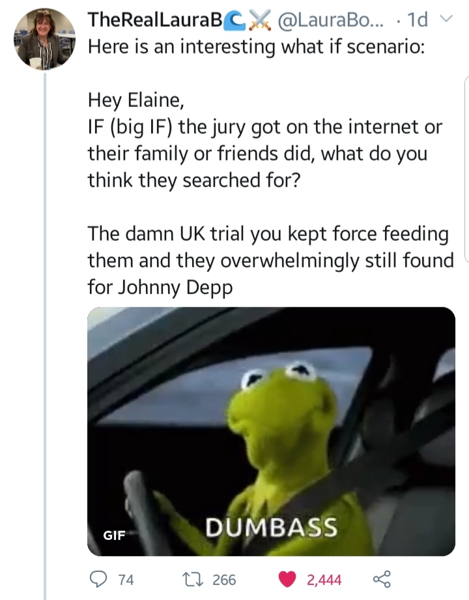 TheRealLauraB🌊⚔ @LauraBo... · 1d
Here is an interesting what if scenario:
Hey Elaine,
IF (big IF) the jury got on the internet or
their family or friends did, what do you
think they searched for?
The damn UK trial you kept force feeding
them and they overwhelmingly still found
for Johnny Depp
DUMBASS
GIF
74 266 2,444